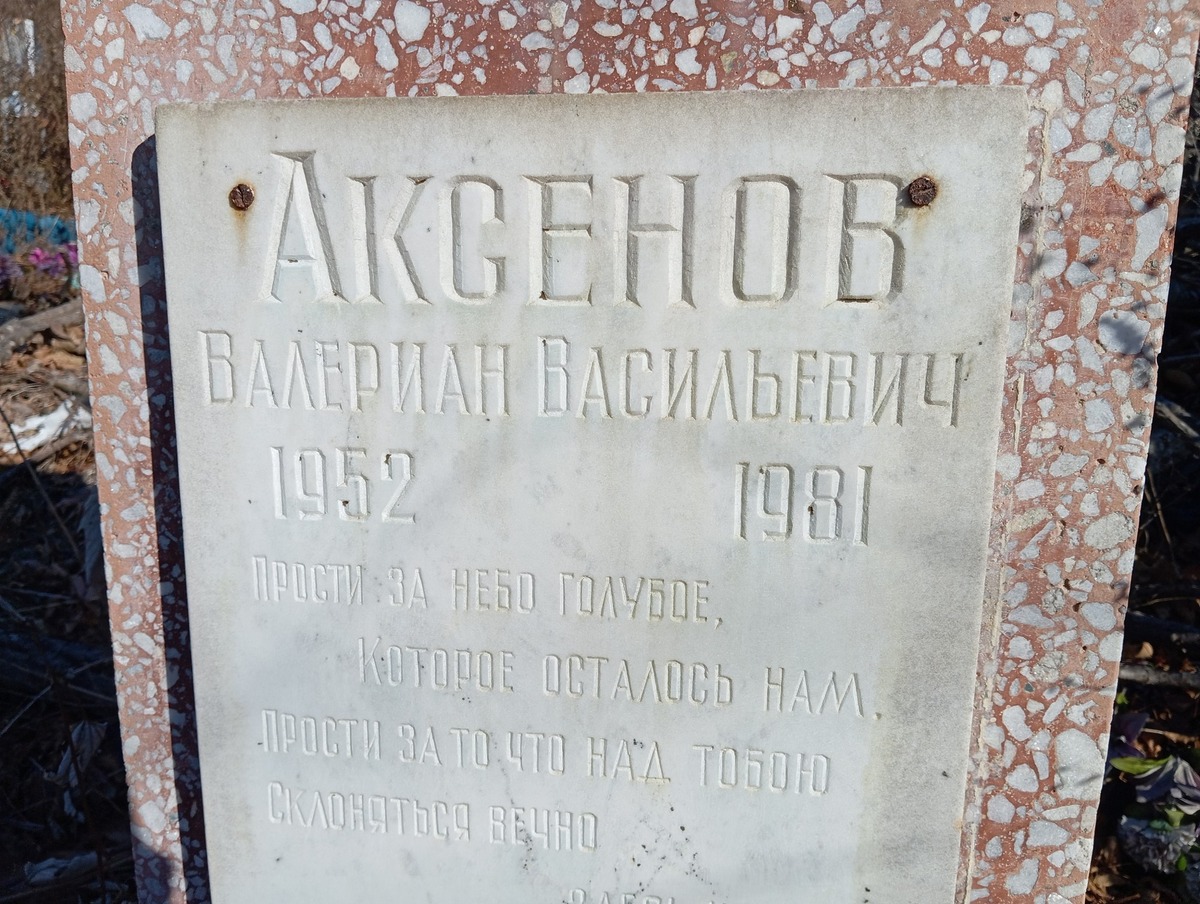 Аксенов
Валериан Васильевич
1952 1981
Прости за небо голубое,
Которое осталось нам.
Прости за то что над тобою
Склоняться вечно